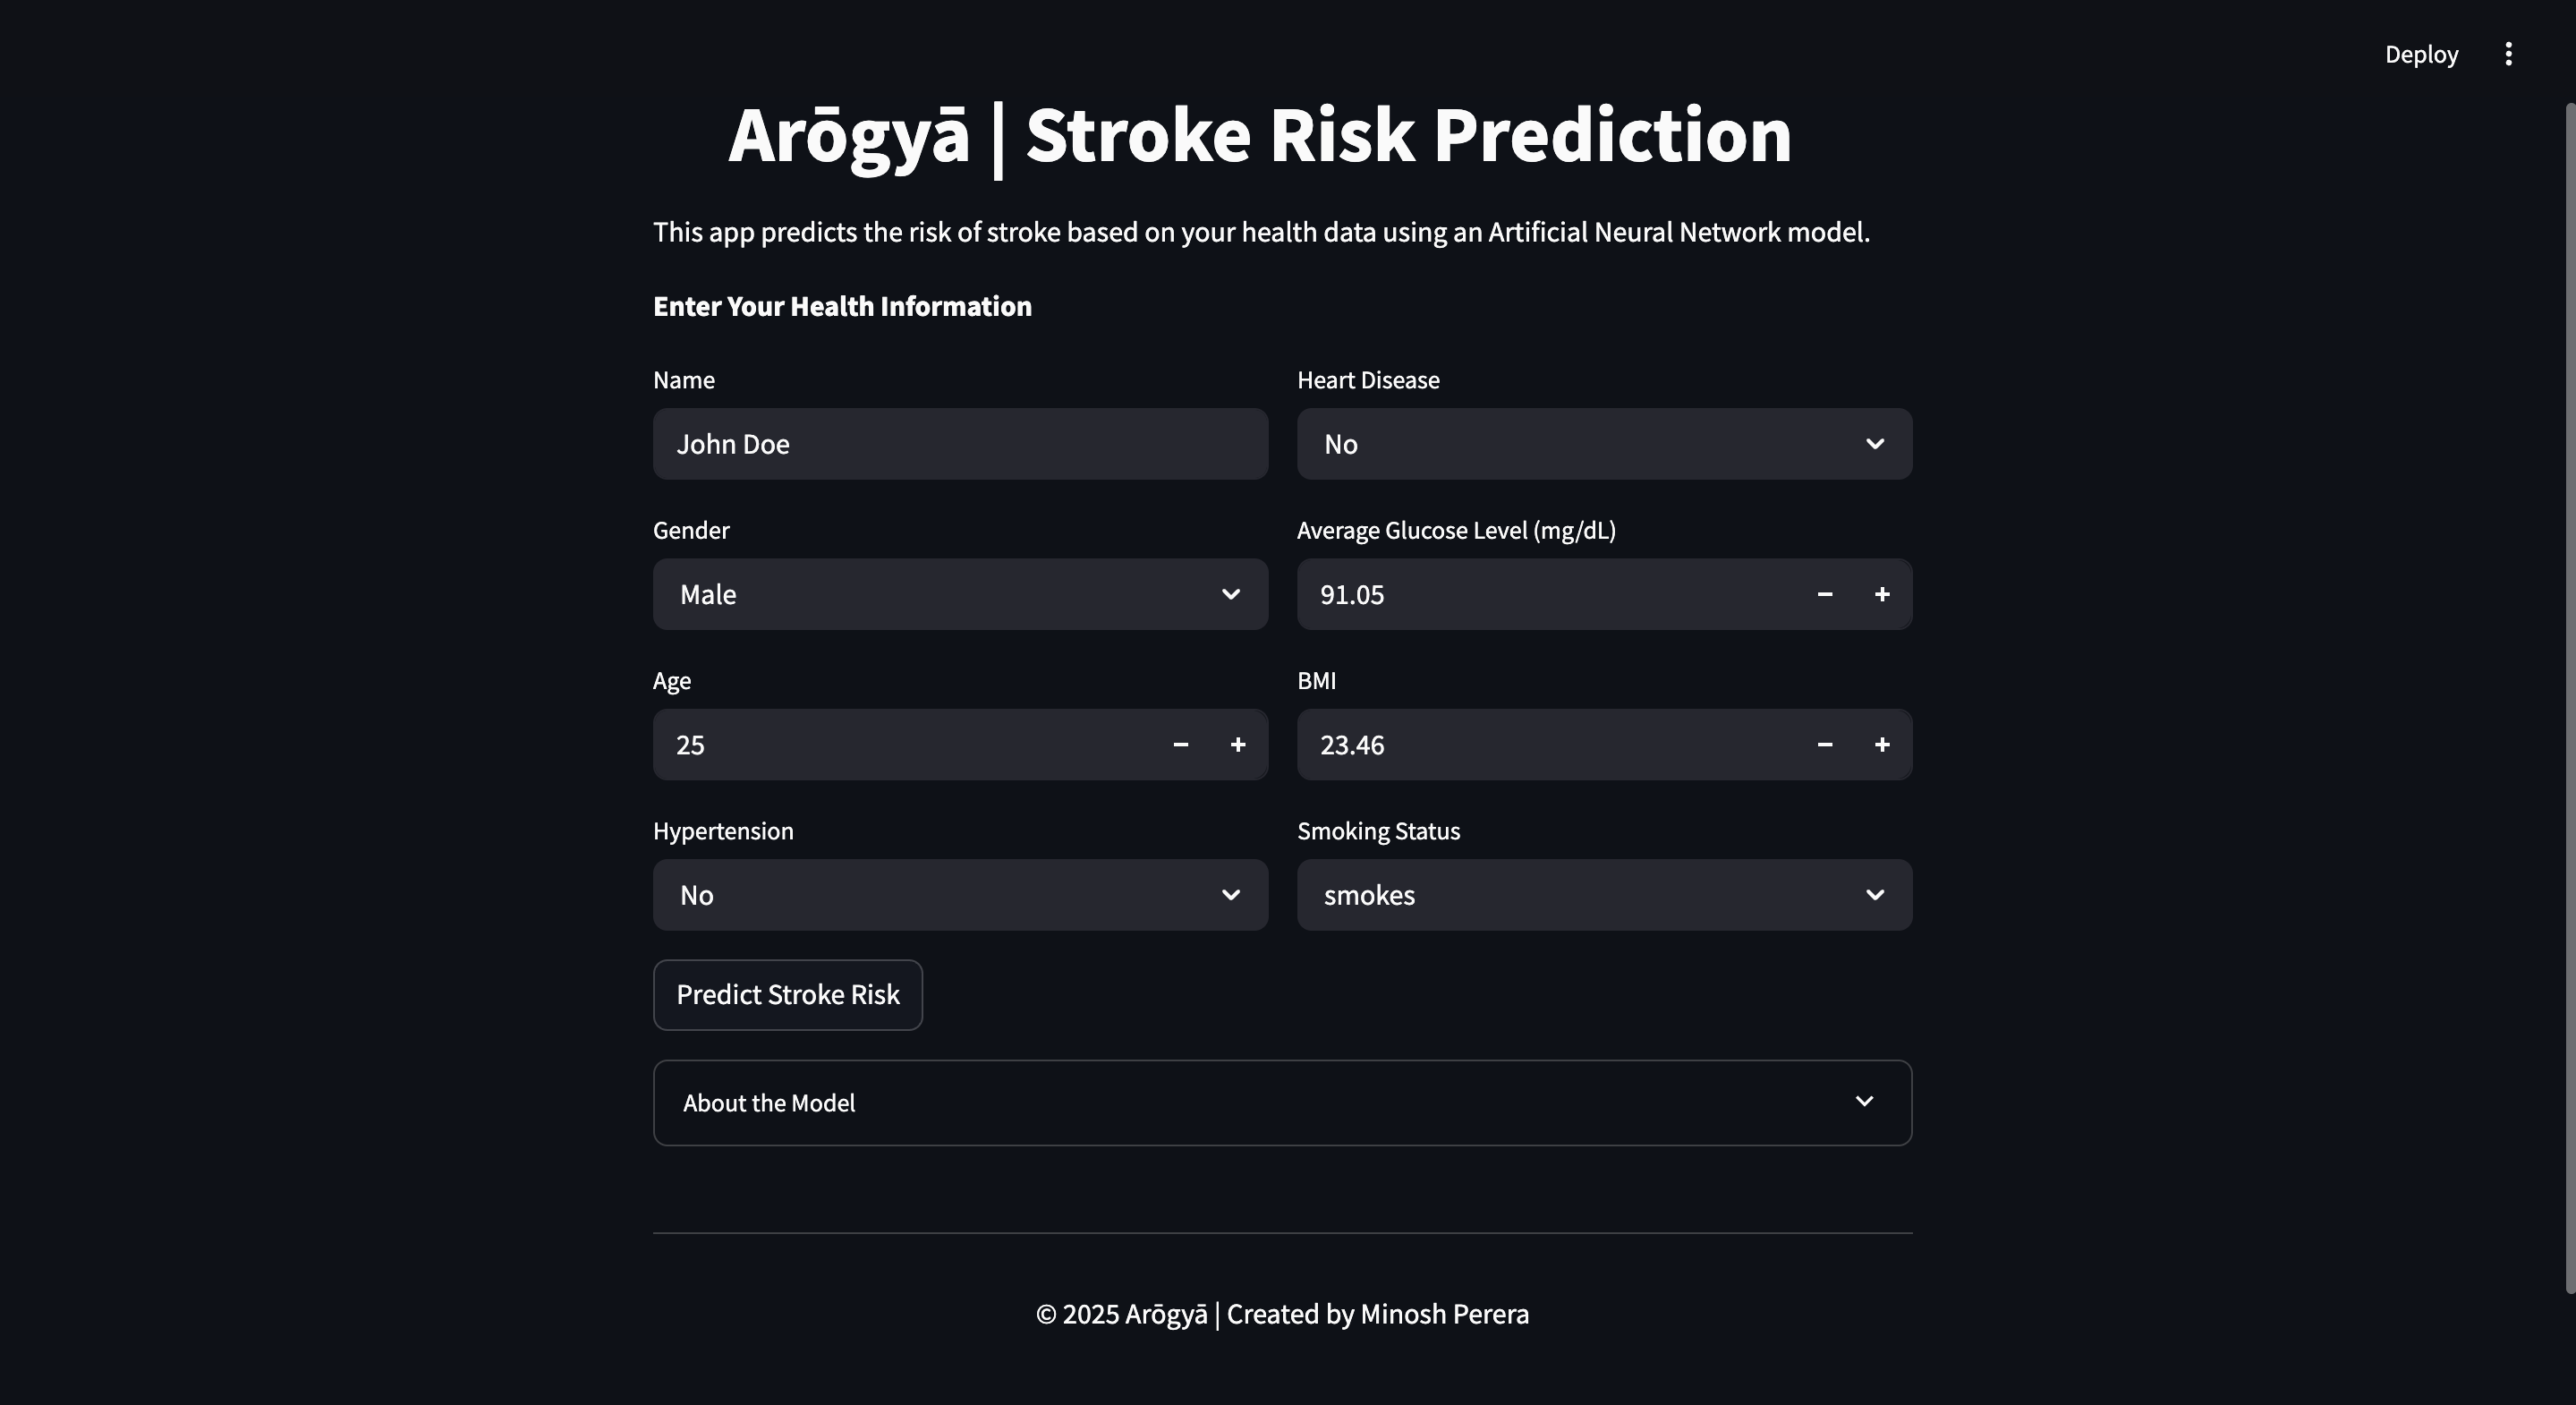 Deploy
Arōgyā | Stroke Risk Prediction
This app predicts the risk of stroke based on your health data using an Artificial Neural Network model.
Enter Your Health Information
Name
John Doe
Heart Disease
No
Gender
Male
Average Glucose Level (mg/dL)
91.05
Age
25
BMI
23.46
Hypertension
No
Smoking Status
smokes
Predict Stroke Risk
About the Model
© 2025 Arōgyā | Created by Minosh Perera